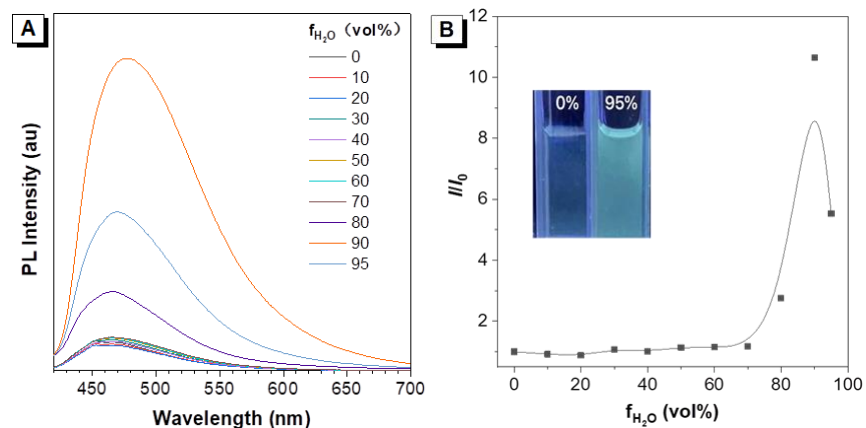 A
f_H₂O (vol%)
0
10
20
30
40
50
60
70
80
90
95
PL Intensity (au)
450 500 550 600 650 700
Wavelength (nm)
B
12
10
8
6
4
2
I/I₀
0% 95%
0 20 40 60 80 100
f_H₂O (vol%)